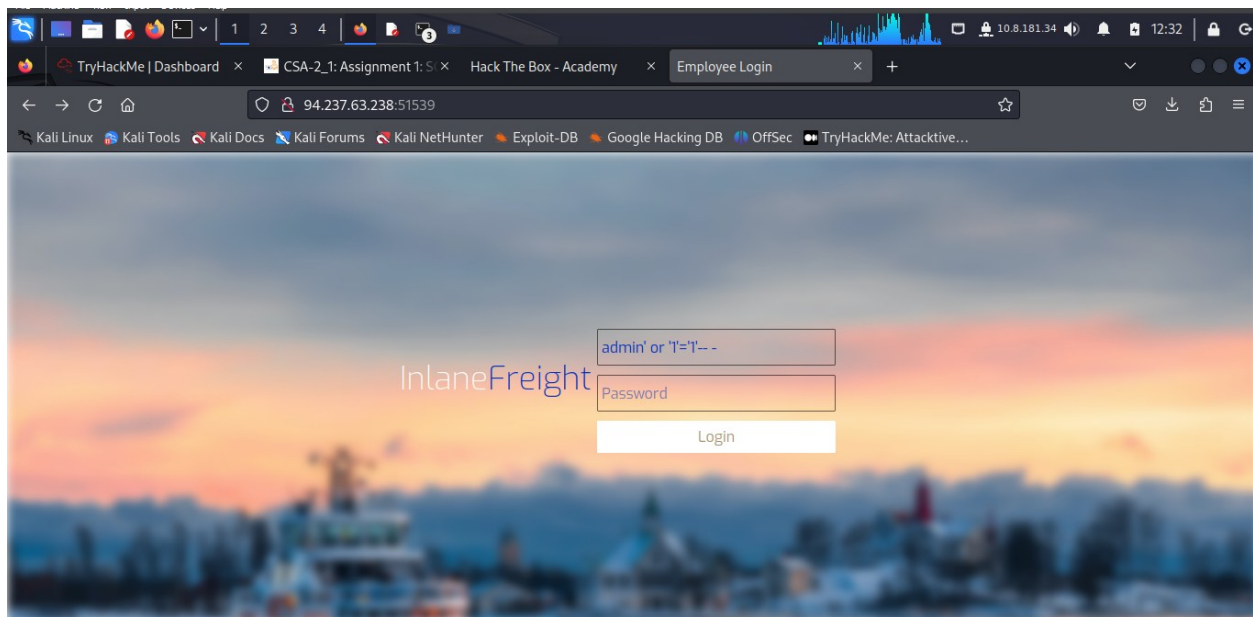 1 2 3 4 3 10.8.181.34 12:32
TryHackMe | Dashboard × CSA-2_1: Assignment 1: S × Hack The Box - Academy × Employee Login × +
94.237.63.238:51539
Kali Linux Kali Tools Kali Docs Kali Forums Kali NetHunter Exploit-DB Google Hacking DB OffSec TryHackMe: Attacktive…
admin' or '1'='1'-- -
InlaneFreight
Password
Login